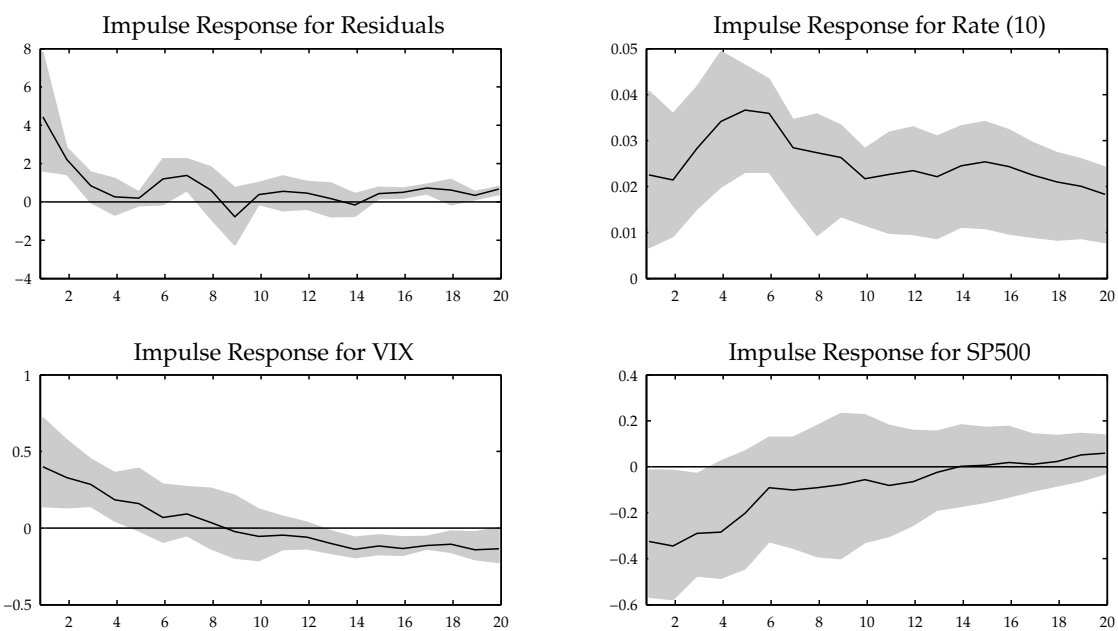 Impulse Response for Residuals
8
6
4
2
0
−2
−4
2 4 6 8 10 12 14 16 18 20
Impulse Response for Rate (10)
0.05
0.04
0.03
0.02
0.01
0
2 4 6 8 10 12 14 16 18 20
Impulse Response for VIX
1
0.5
0
−0.5
2 4 6 8 10 12 14 16 18 20
Impulse Response for SP500
0.4
0.2
0
−0.2
−0.4
−0.6
2 4 6 8 10 12 14 16 18 20